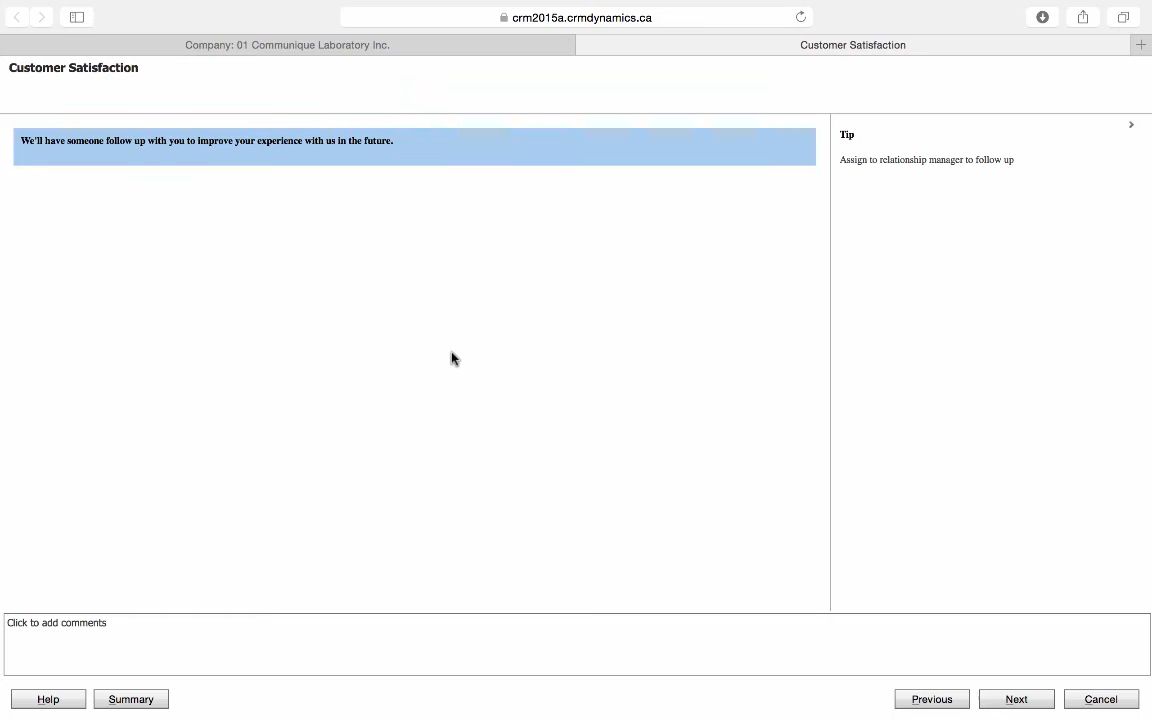 crm2015a.crmdynamics.ca
Company: 01 Communique Laboratory Inc.
Customer Satisfaction
Customer Satisfaction
We'll have someone follow up with you to improve your experience with us in the future.
Tip
Assign to relationship manager to follow up
Click to add comments
Help
Summary
Previous
Next
Cancel